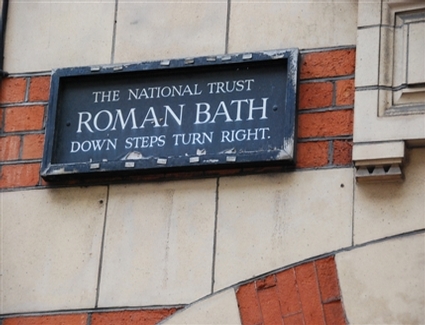 THE NATIONAL TRUST
ROMAN BATH
DOWN STEPS TURN RIGHT.